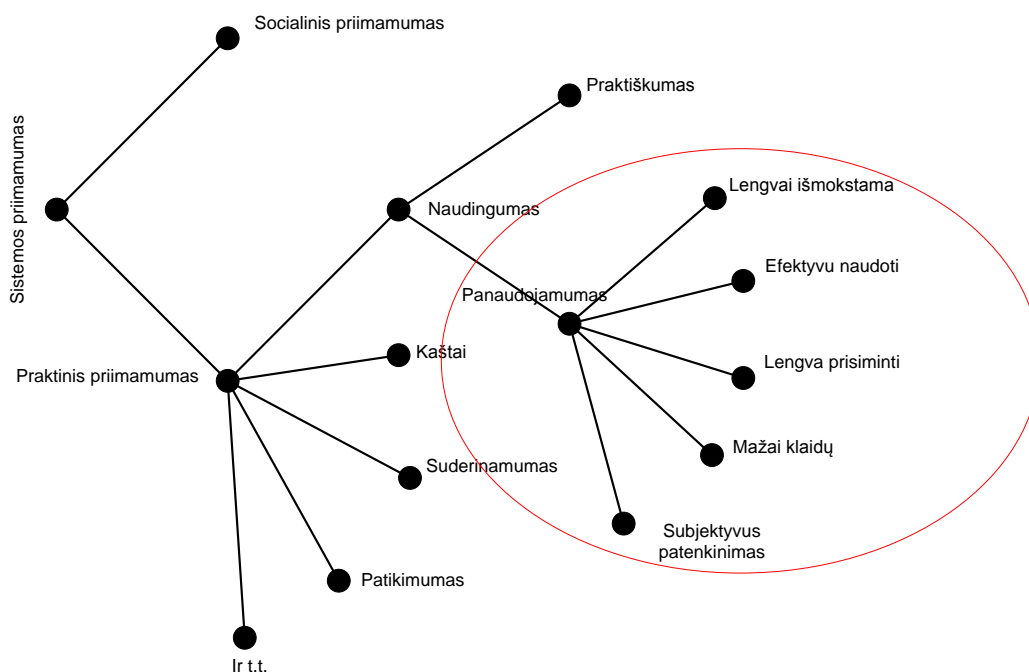 Socialinis priimamumas
Praktiškumas
Sistemos priimamumas
Lengvai išmokstama
Naudingumas
Efektyvu naudoti
Panaudojamumas
Kaštai
Lengva prisiminti
Praktinis priimamumas
Mažai klaidų
Suderinamumas
Subjektyvus
patenkinimas
Patikimumas
Ir t.t.